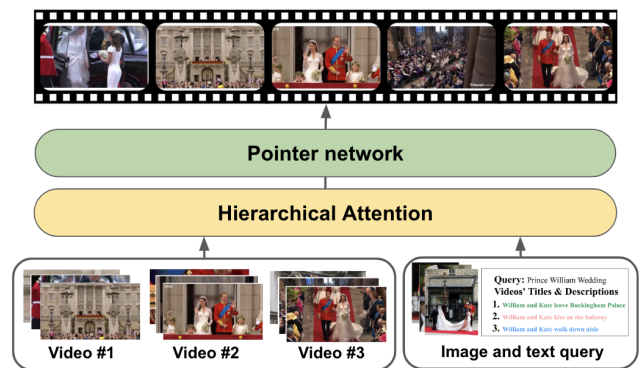 Pointer network
Hierarchical Attention
Query: Prince William Wedding
Videos' Titles & Descriptions
1. William and Kate leave Buckingham Palace
2. William and Kate kiss on the balcony
3. William and Kate walk down aisle
Video #1
Video #2
Video #3
Image and text query